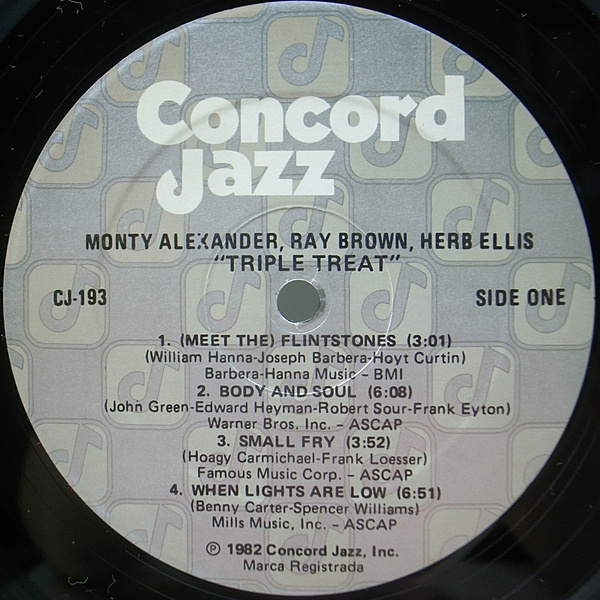 Concord
Jazz
MONTY ALEXANDER, RAY BROWN, HERB ELLIS
"TRIPLE TREAT"
CJ-193
SIDE ONE
1. (MEET THE) FLINTSTONES (3:01)
(William Hanna-Joseph Barbera-Hoyt Curtin)
Barbera-Hanna Music – BMI
2. BODY AND SOUL (6:08)
(John Green-Edward Heyman-Robert Sour-Frank Eyton)
Warner Bros. Inc. – ASCAP
3. SMALL FRY (3:52)
(Hoagy Carmichael-Frank Loesser)
Famous Music Corp. – ASCAP
4. WHEN LIGHTS ARE LOW (6:51)
(Benny Carter-Spencer Williams)
Mills Music, Inc. – ASCAP
℗ 1982 Concord Jazz, Inc.
Marca Registrada